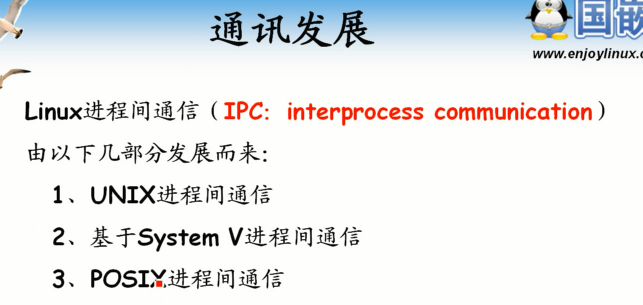 通讯发展
国嵌
www.enjoylinux.c
Linux进程间通信（IPC：interprocess communication）
由以下几部分发展而来：
1、UNIX进程间通信
2、基于System V进程间通信
3、POSIX进程间通信